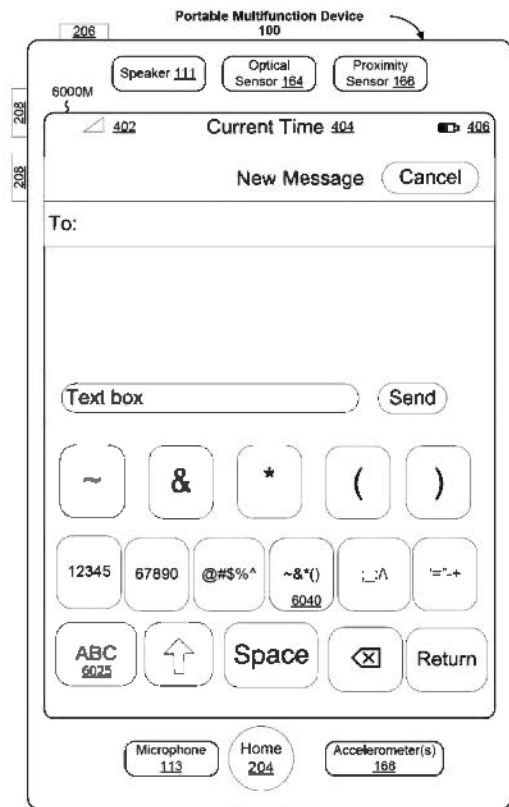 Portable Multifunction Device
100
206
Speaker 111
Optical
Sensor 164
Proximity
Sensor 166
6000M
208
208
402
Current Time 404
406
New Message
Cancel
To:
Text box
Send
~ & * ( )
12345 67890 @#$%^ ~&*()
6040
'="-+
ABC
6025
Space
Return
Microphone
113
Home
204
Accelerometer(s)
168